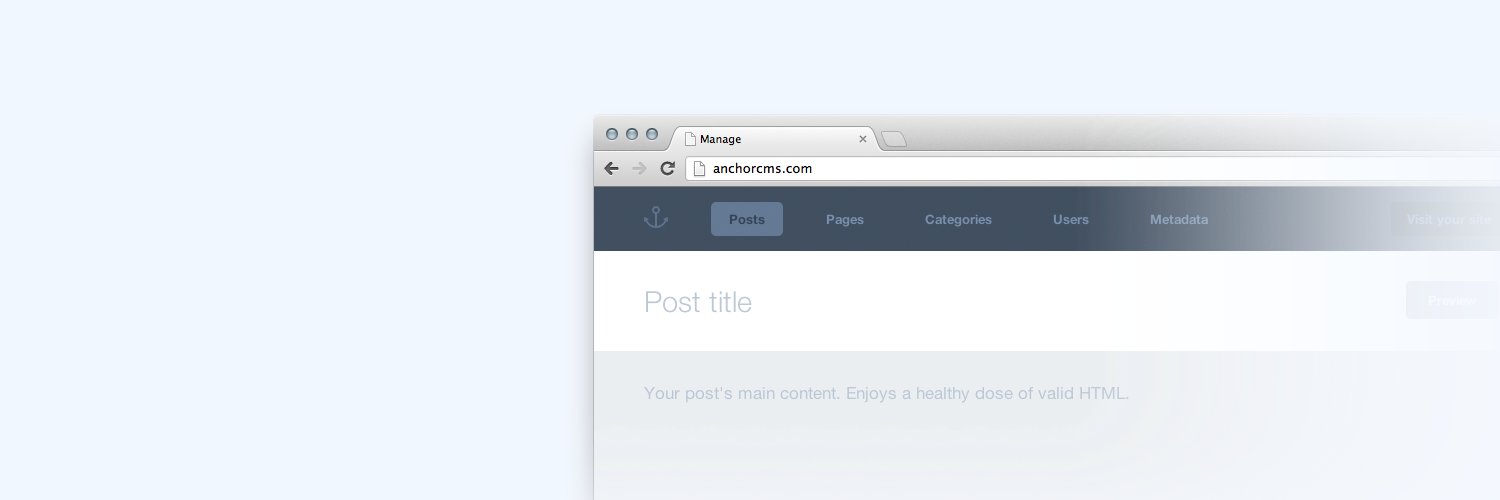 Manage
anchorcms.com
Posts Pages Categories Users Metadata Visit your site
Post title Preview
Your post's main content. Enjoys a healthy dose of valid HTML.